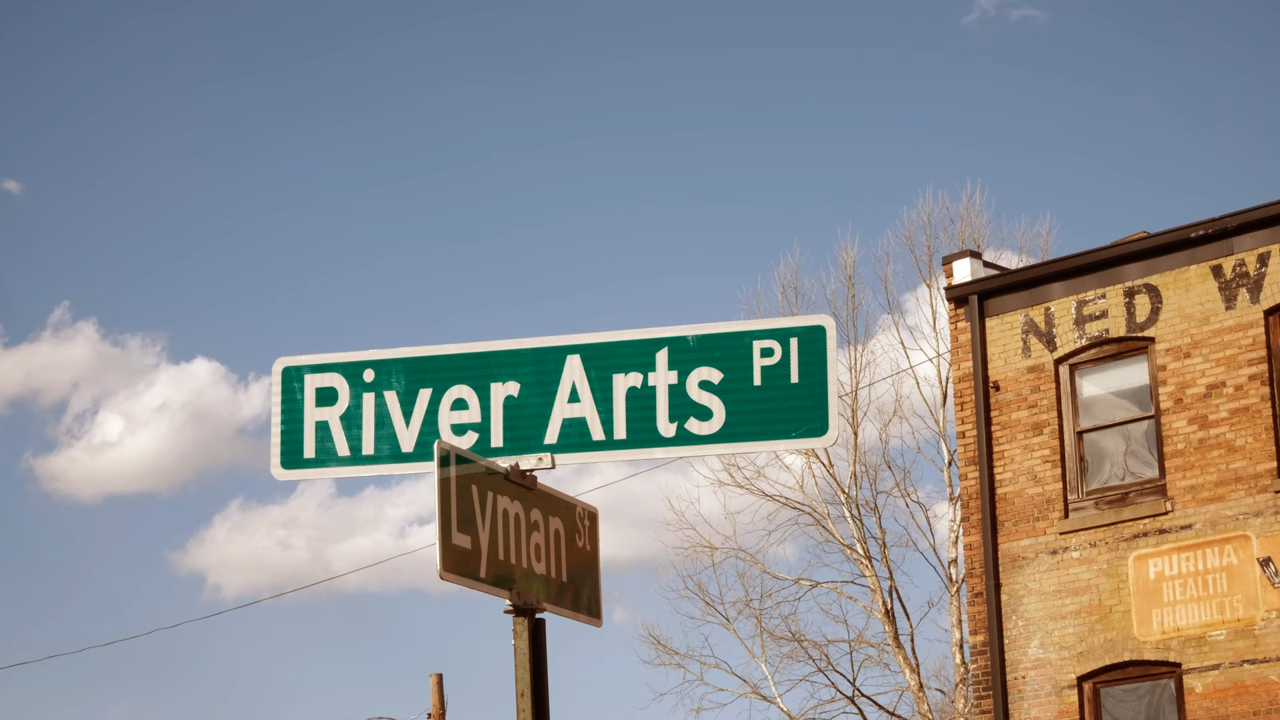 River Arts Pl
Lyman St
NED W
PURINA
HEALTH
PRODUCTS